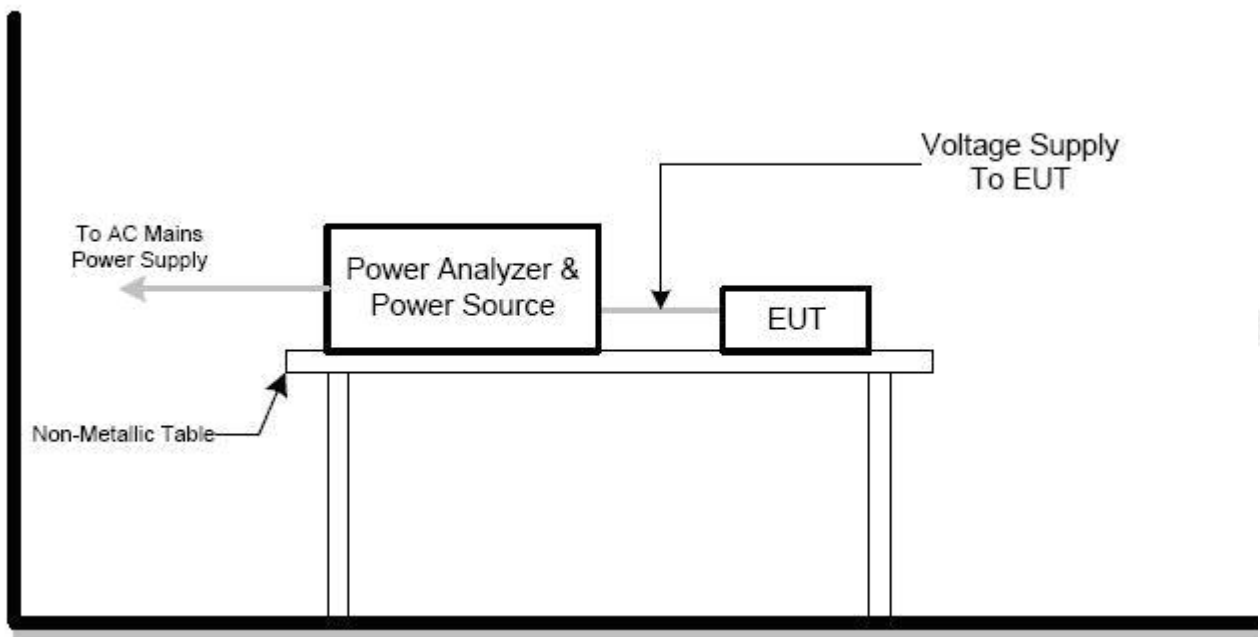 Voltage Supply
To EUT
To AC Mains
Power Supply
Power Analyzer &
Power Source
EUT
Non-Metallic Table